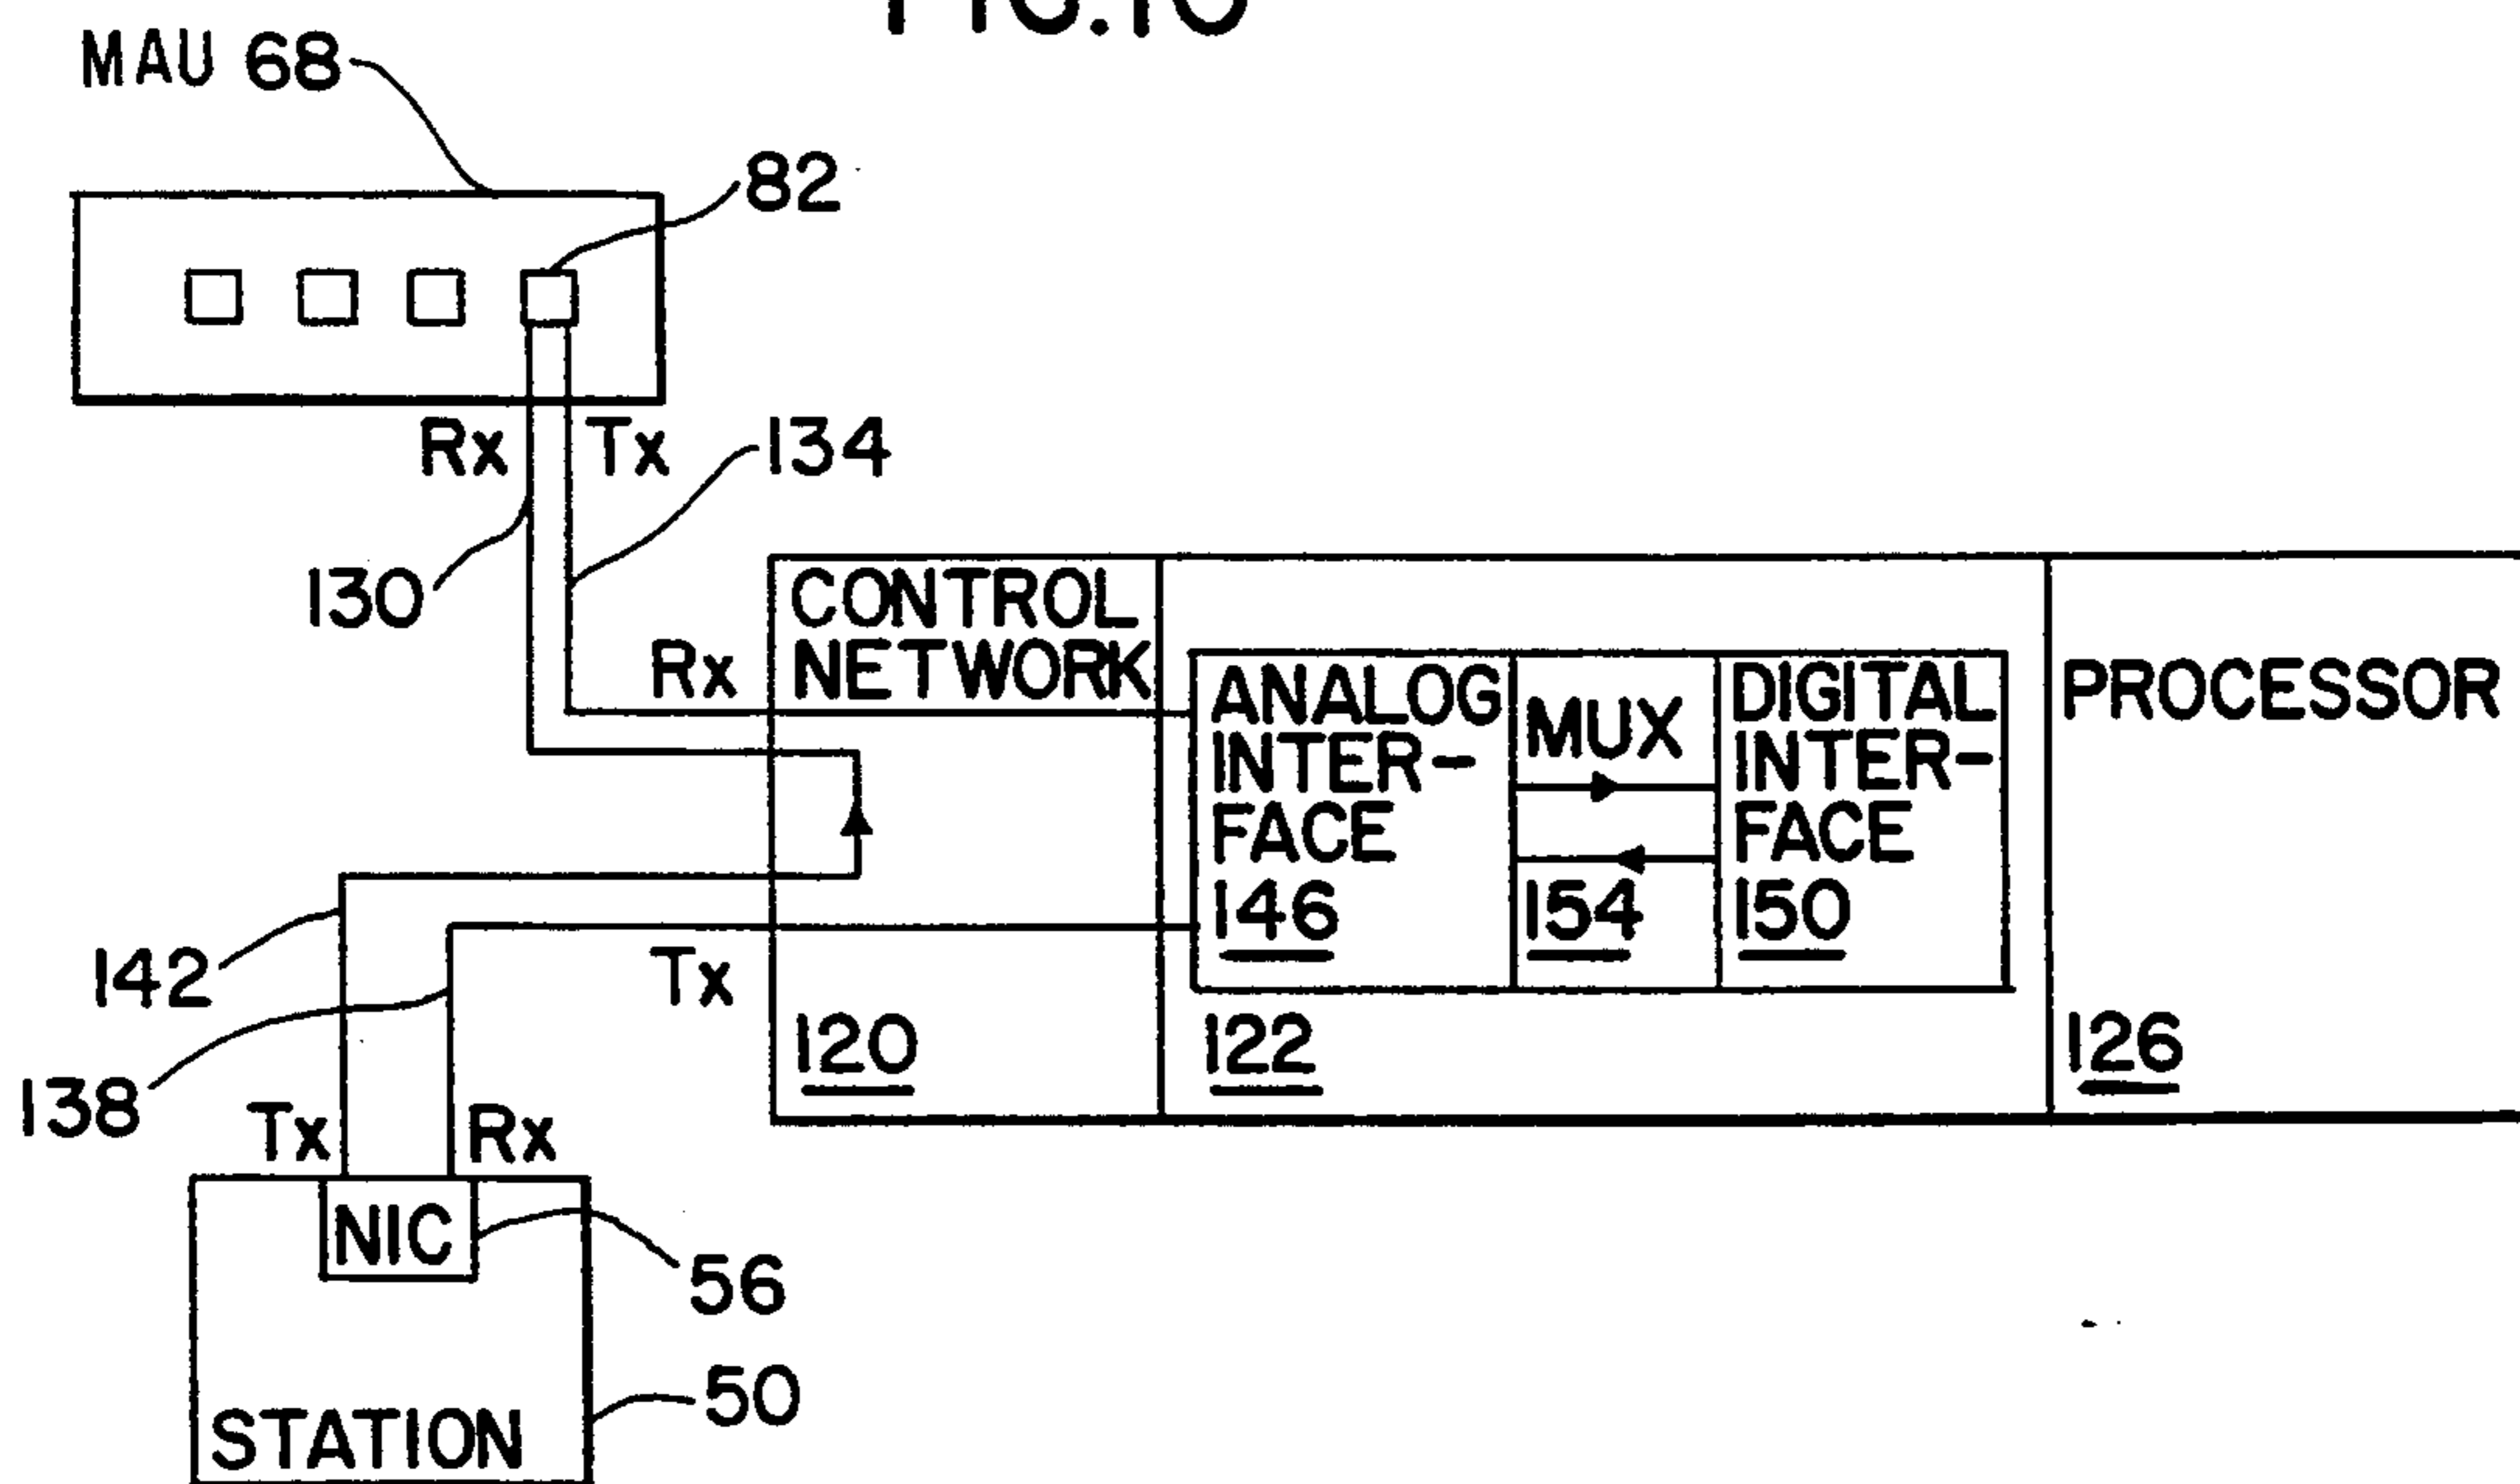 MAU 68
82
Rx Tx
134
130
CONTROL
NETWORK
Rx
ANALOG
INTER-
FACE
146
MUX
154
DIGITAL
INTER-
FACE
150
PROCESSOR
142
Tx
120
122
126
138
Tx Rx
NIC
56
50
STATION